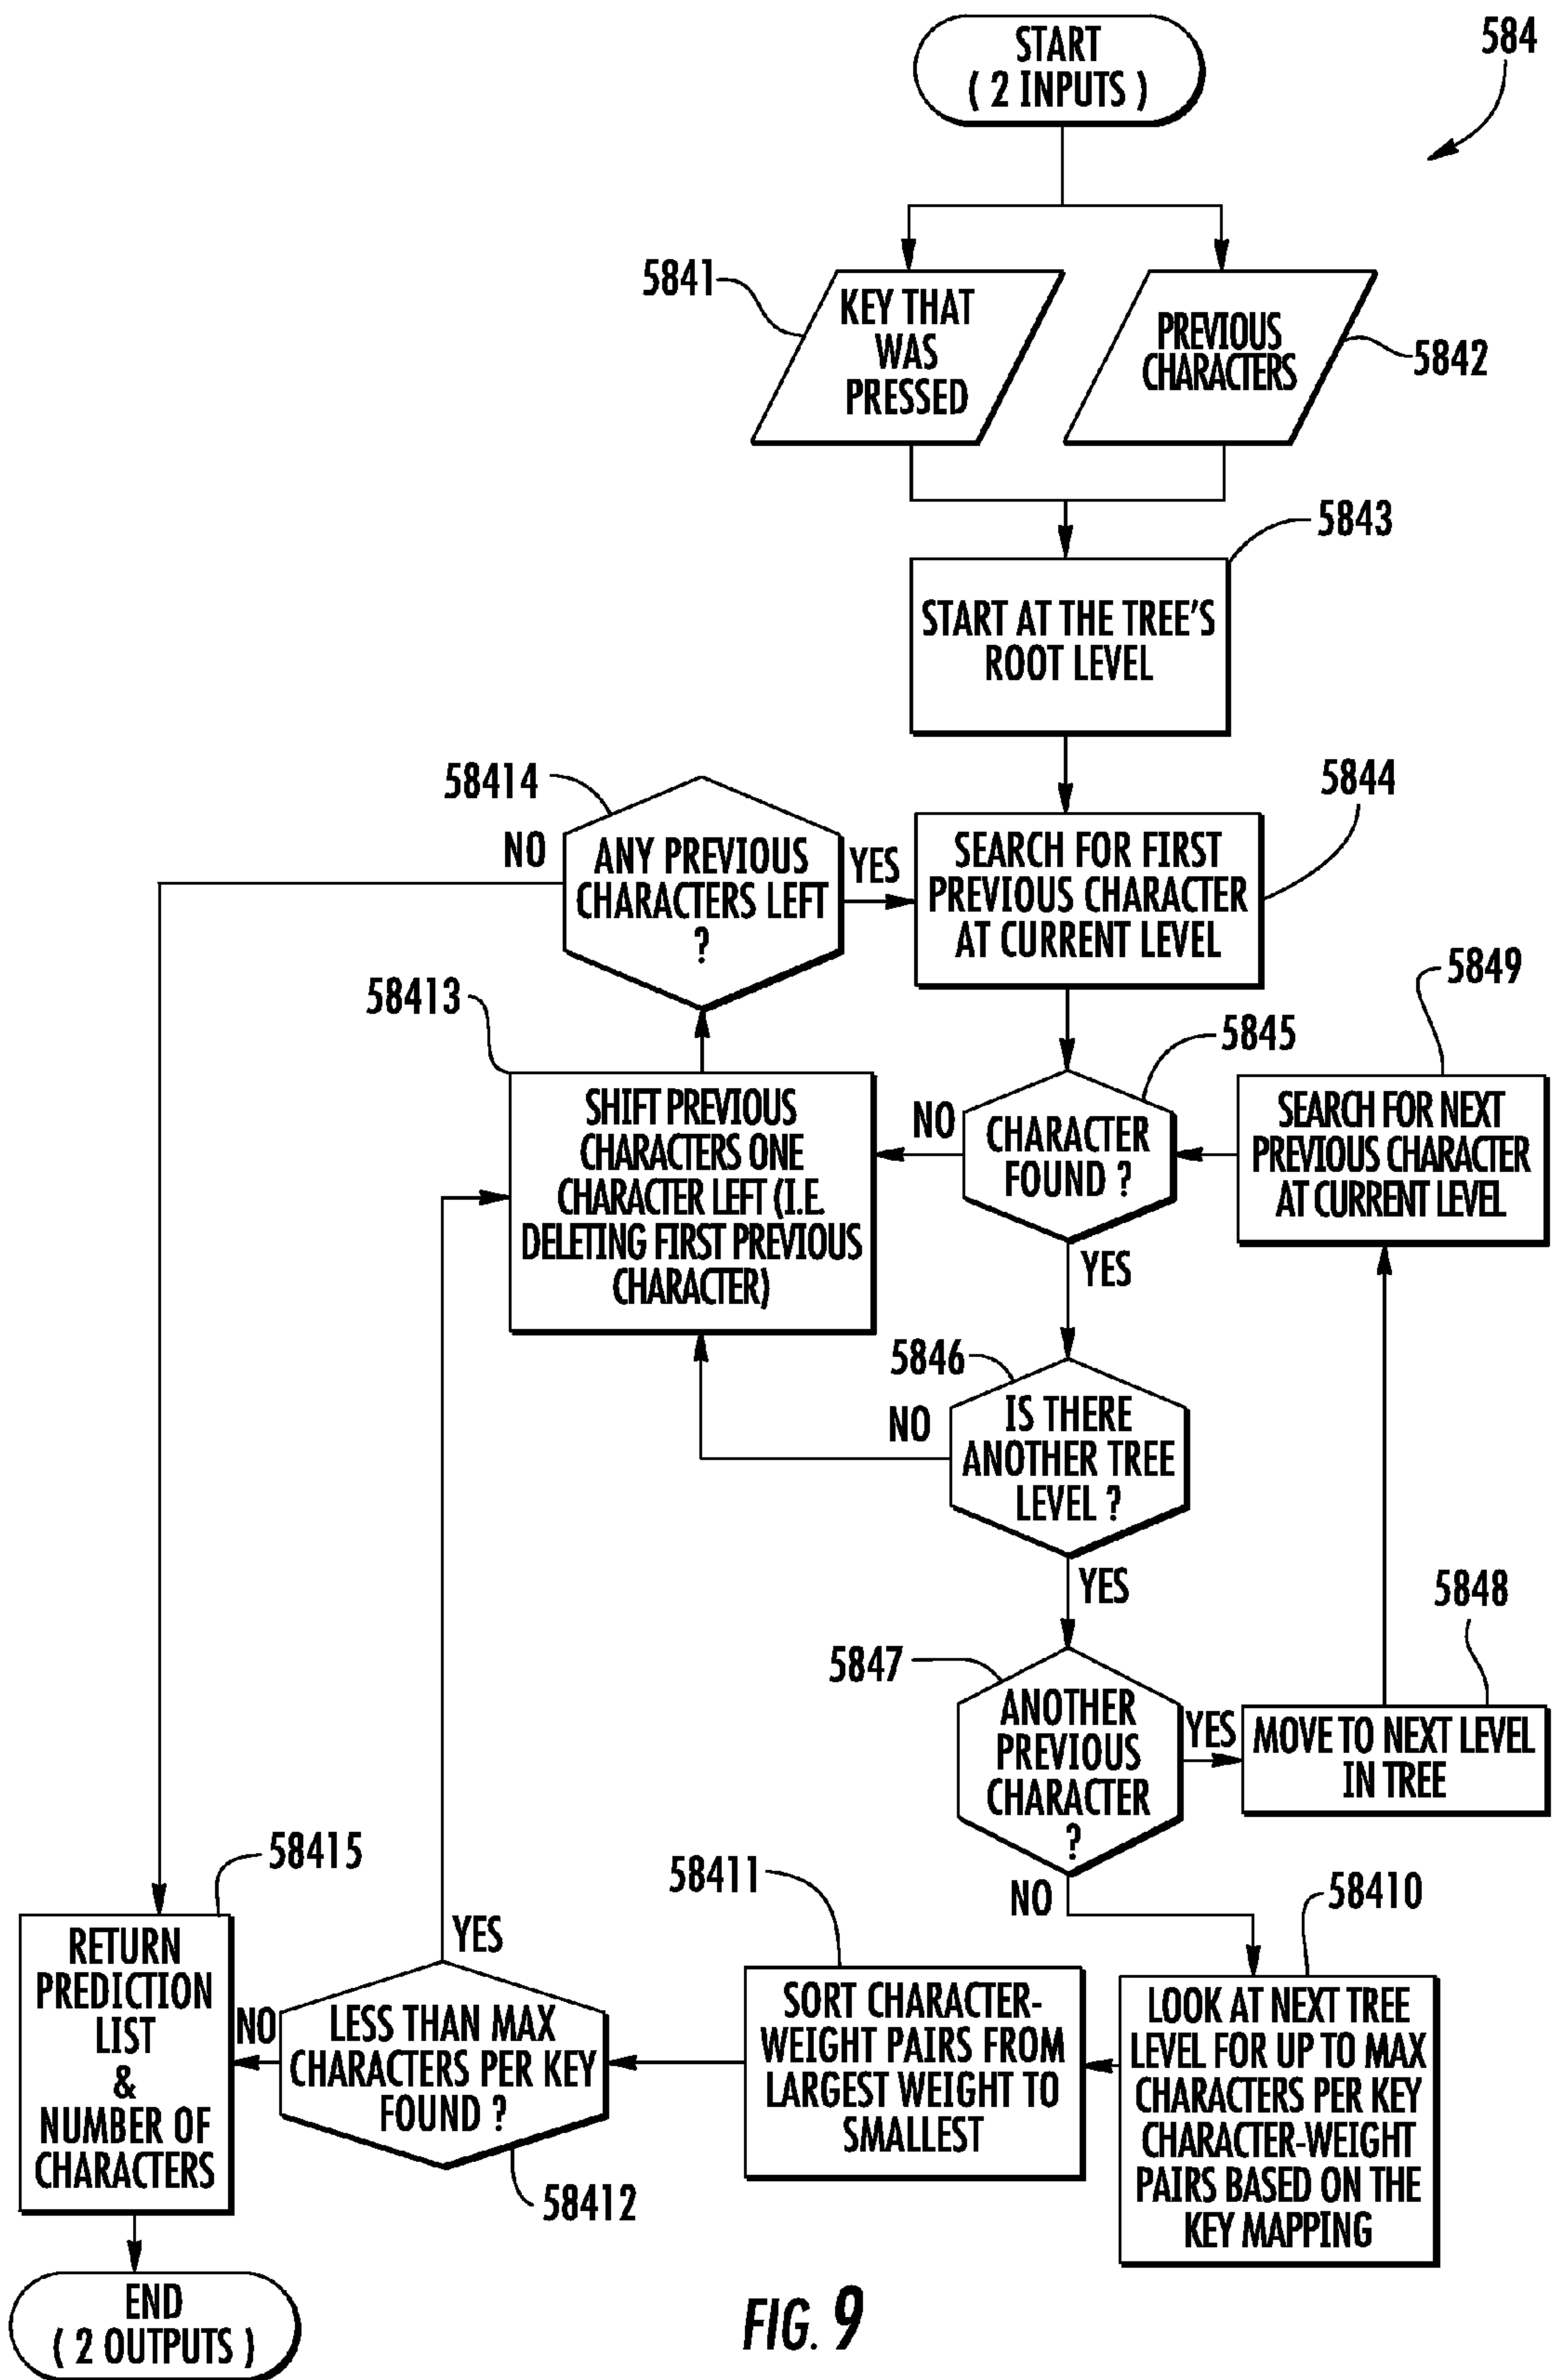 START
( 2 INPUTS )
584
5841
KEY THAT
WAS
PRESSED
PREVIOUS
CHARACTERS
5842
5843
START AT THE TREE'S
ROOT LEVEL
58414
NO
ANY PREVIOUS
CHARACTERS LEFT
?
YES
5844
SEARCH FOR FIRST
PREVIOUS CHARACTER
AT CURRENT LEVEL
58413
SHIFT PREVIOUS
CHARACTERS ONE
CHARACTER LEFT (I.E.
DELETING FIRST PREVIOUS
CHARACTER)
NO
5845
CHARACTER
FOUND ?
YES
5849
SEARCH FOR NEXT
PREVIOUS CHARACTER
AT CURRENT LEVEL
5846
NO
IS THERE
ANOTHER TREE
LEVEL ?
YES
5847
ANOTHER
PREVIOUS
CHARACTER
?
YES
5848
MOVE TO NEXT LEVEL
IN TREE
NO
58410
LOOK AT NEXT TREE
LEVEL FOR UP TO MAX
CHARACTERS PER KEY
CHARACTER-WEIGHT
PAIRS BASED ON THE
KEY MAPPING
58411
SORT CHARACTER-
WEIGHT PAIRS FROM
LARGEST WEIGHT TO
SMALLEST
YES
LESS THAN MAX
CHARACTERS PER KEY
FOUND ?
58412
NO
58415
RETURN
PREDICTION
LIST
&
NUMBER OF
CHARACTERS
END
( 2 OUTPUTS )
FIG. 9